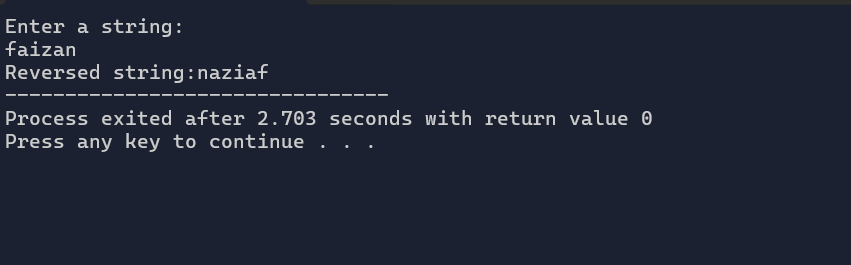 Enter a string:
faizan
Reversed string:naziaf
--------------------------------
Process exited after 2.703 seconds with return value 0
Press any key to continue . . .